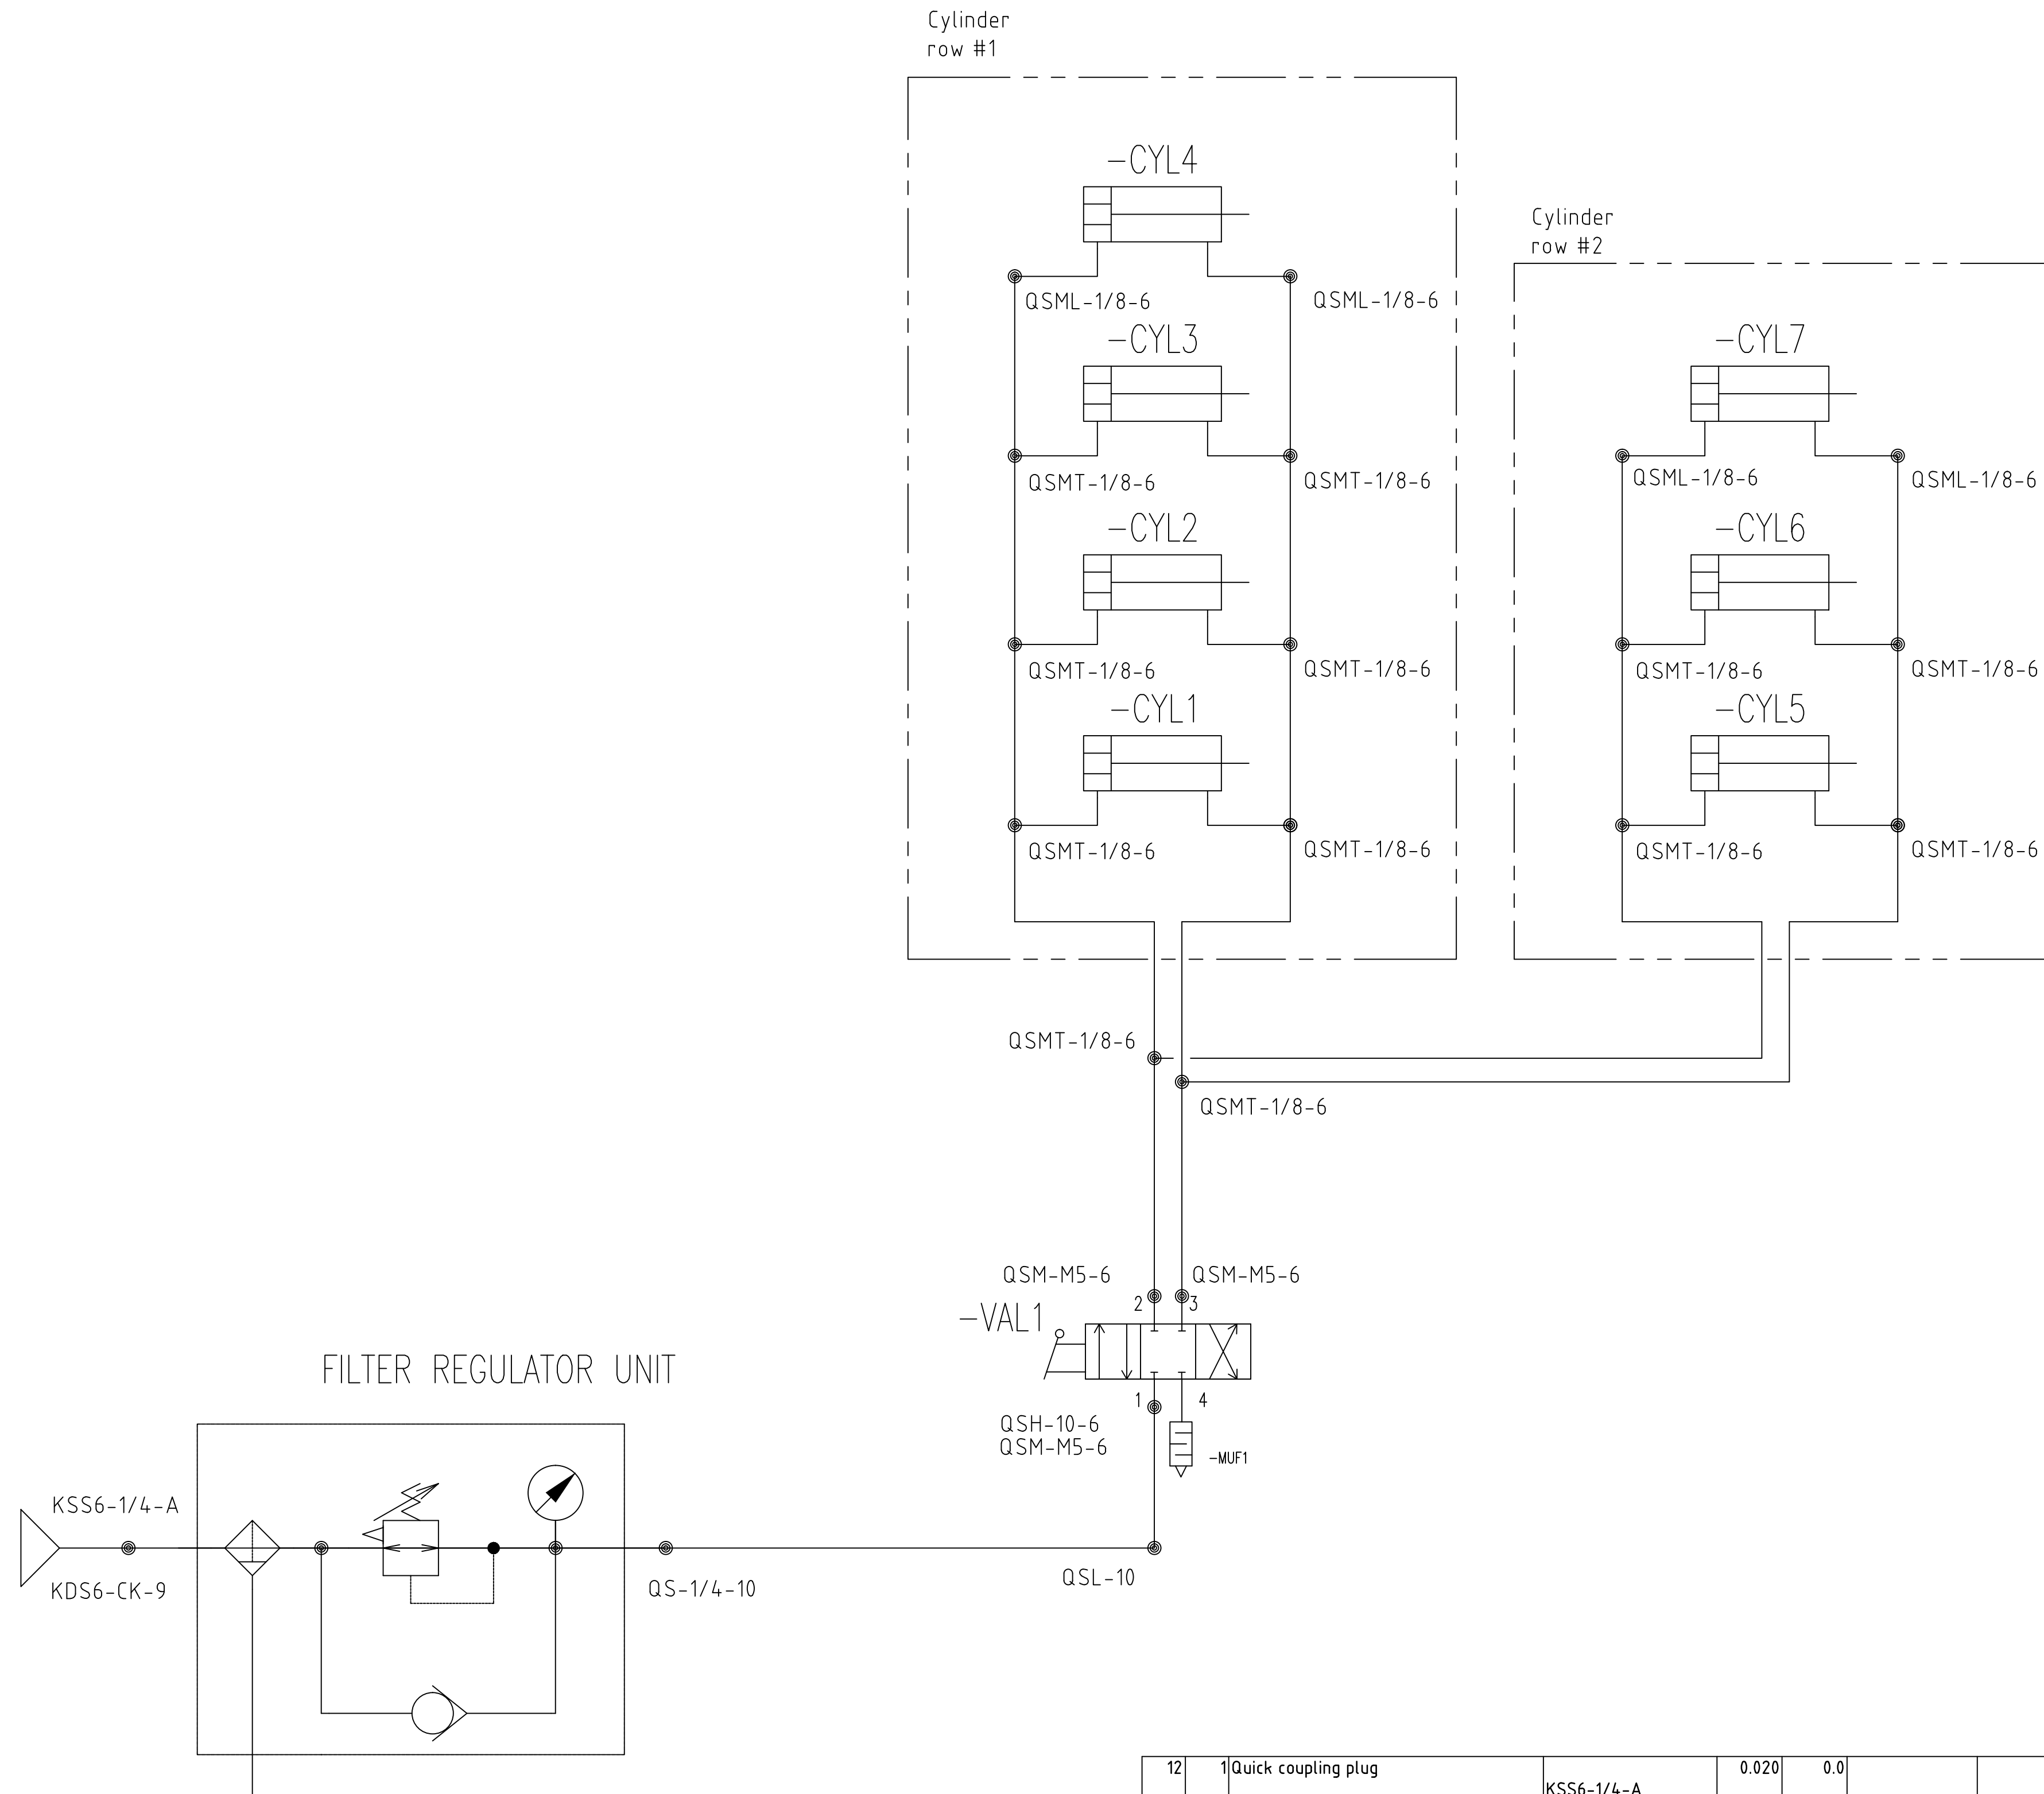 Cylinder
row #1
-CYL4
QSML-1/8-6
QSML-1/8-6
-CYL3
QSMT-1/8-6
QSMT-1/8-6
-CYL2
QSMT-1/8-6
QSMT-1/8-6
-CYL1
QSMT-1/8-6
QSMT-1/8-6
Cylinder
row #2
-CYL7
QSML-1/8-6
QSML-1/8-6
-CYL6
QSMT-1/8-6
QSMT-1/8-6
-CYL5
QSMT-1/8-6
QSMT-1/8-6
QSMT-1/8-6
QSMT-1/8-6
QSM-M5-6
QSM-M5-6
2
3
-VAL1
1
4
QSH-10-6
QSM-M5-6
-MUF1
FILTER REGULATOR UNIT
KSS6-1/4-A
KDS6-CK-9
QS-1/4-10
QSL-10
12 1 Quick coupling plug 0.020 0.0
KSS6-1/4-A